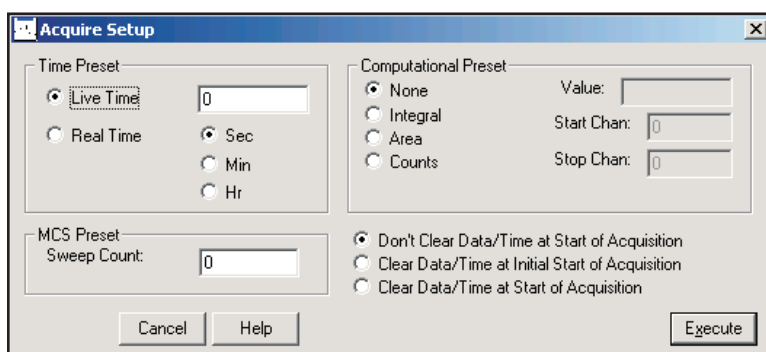 Acquire Setup
Time Preset
Live Time 0
Real Time Sec
Min
Hr
Computational Preset
None Value:
Integral Start Chan: 0
Area
Counts Stop Chan: 0
MCS Preset
Sweep Count: 0
Don't Clear Data/Time at Start of Acquisition
Clear Data/Time at Initial Start of Acquisition
Clear Data/Time at Start of Acquisition
Cancel Help Execute